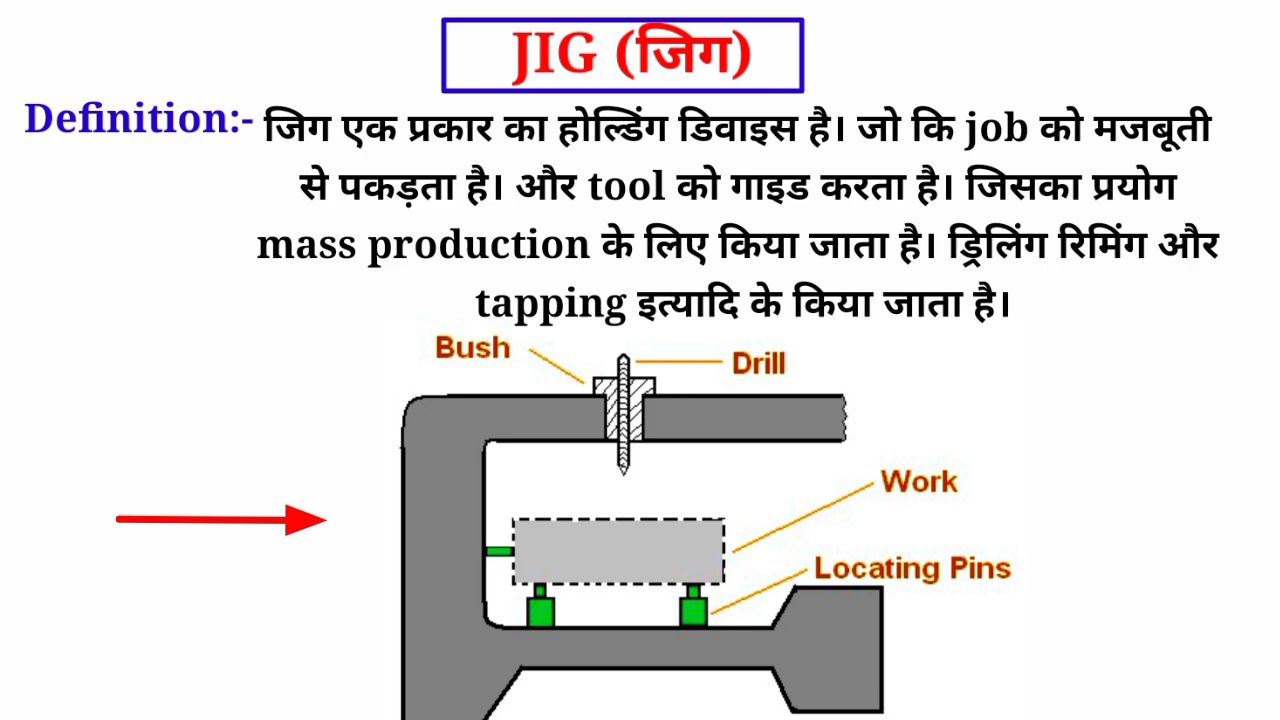 JIG (जिग)
Definition:- जिग एक प्रकार का होल्डिंग डिवाइस है। जो कि job को मजबूती
से पकड़ता है। और tool को गाइड करता है। जिसका प्रयोग
mass production के लिए किया जाता है। ड्रिलिंग रिमिंग और
tapping इत्यादि के किया जाता है।
Bush
Drill
Work
Locating Pins